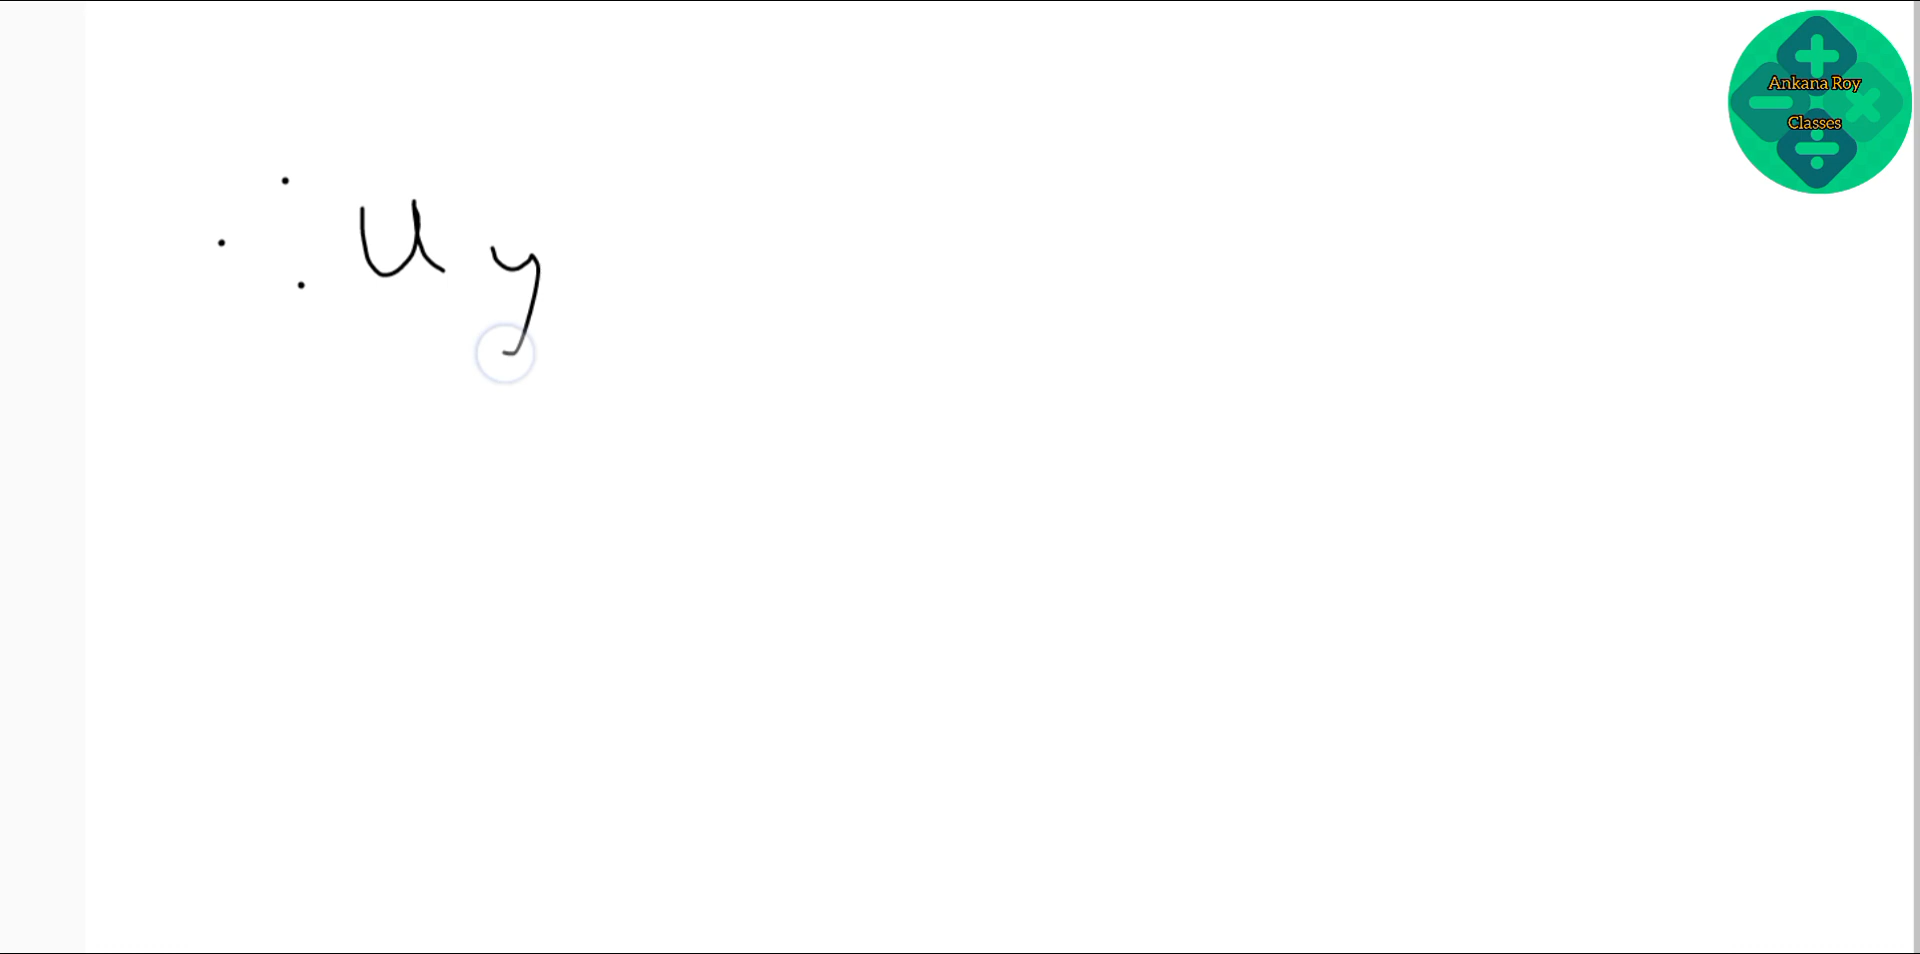 ∵ u y
Ankana Roy
Classes